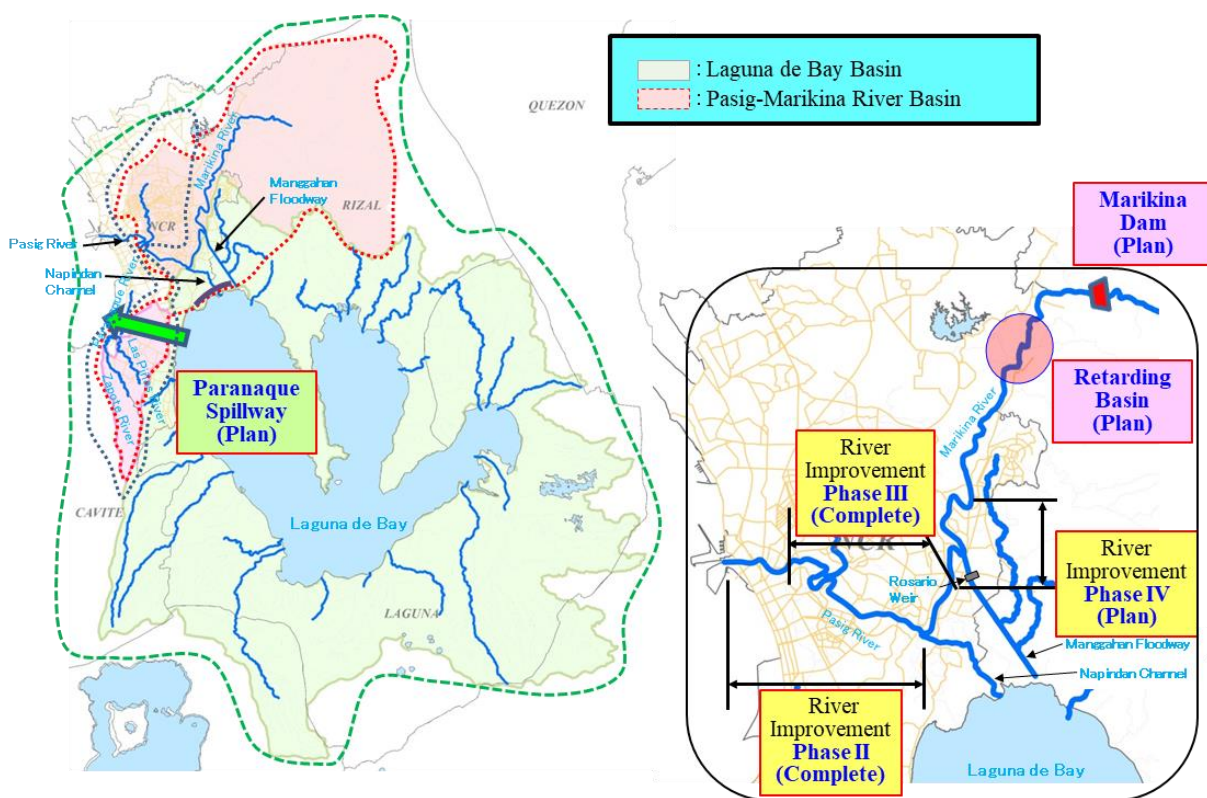 : Laguna de Bay Basin
: Pasig-Marikina River Basin
QUEZON
Marikina River
Manggahan
Floodway
RIZAL
NCR
Pasig River
Napindan
Channel
Las Piñas River
Zapote River
Paranaque
Spillway
(Plan)
CAVITE
Laguna de Bay
LAGUNA
Marikina
Dam
(Plan)
Retarding
Basin
(Plan)
Marikina River
River
Improvement
Phase III
(Complete)
NCR
Rosario
Weir
River
Improvement
Phase IV
(Plan)
Pasig River
Manggahan Floodway
Napindan Channel
River
Improvement
Phase II
(Complete)
Laguna de Bay